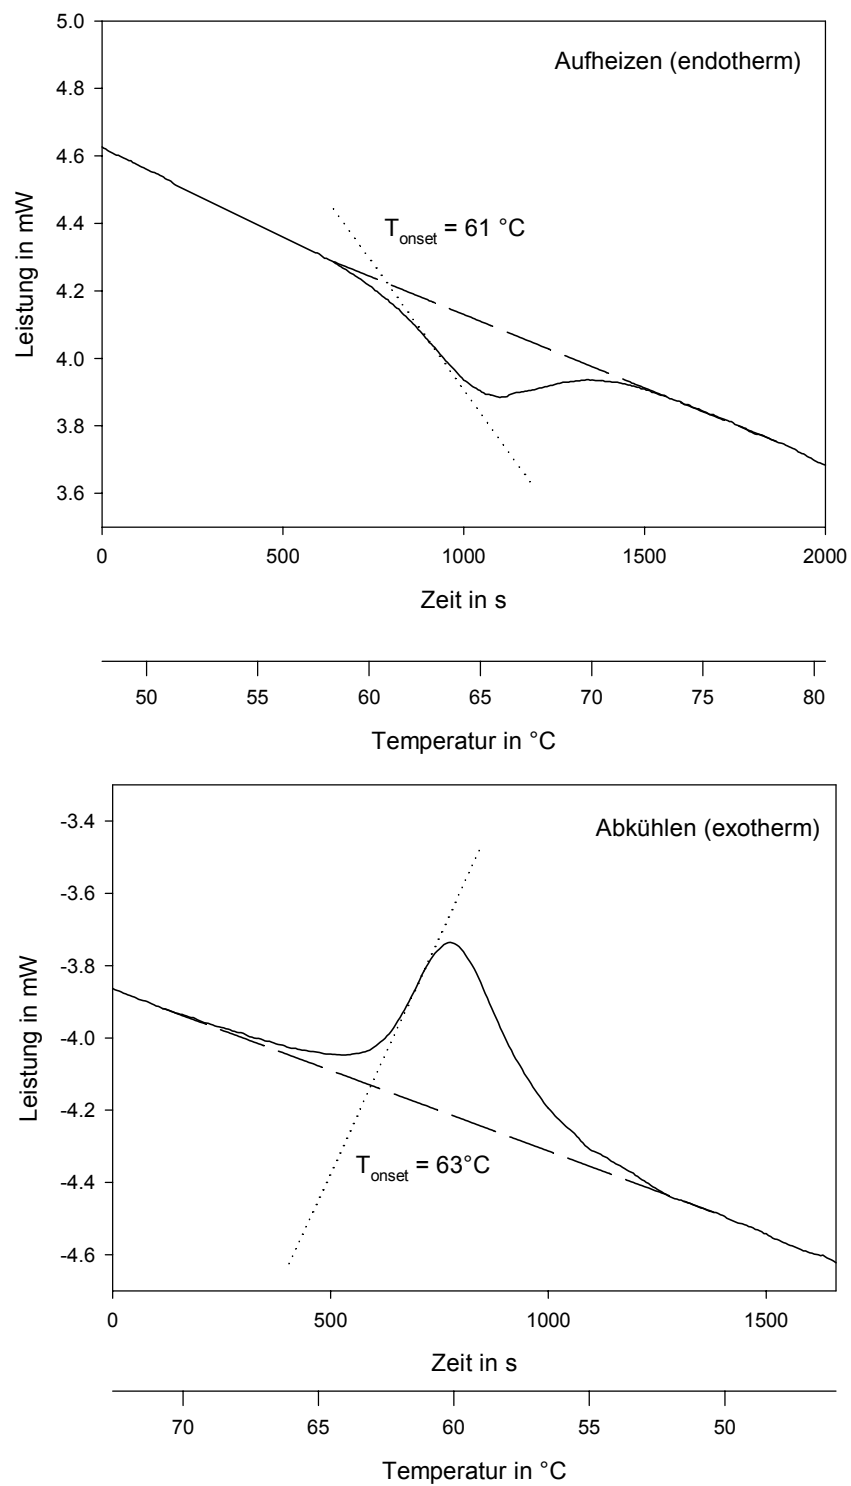 5.0
Aufheizen (endotherm)
4.8
4.6
4.4
Tonset = 61 °C
4.2
4.0
3.8
3.6
Leistung in mW
0 500 1000 1500 2000
Zeit in s
50 55 60 65 70 75 80
Temperatur in °C
-3.4
Abkühlen (exotherm)
-3.6
-3.8
-4.0
-4.2
Tonset = 63°C
-4.4
-4.6
Leistung in mW
0 500 1000 1500
Zeit in s
70 65 60 55 50
Temperatur in °C